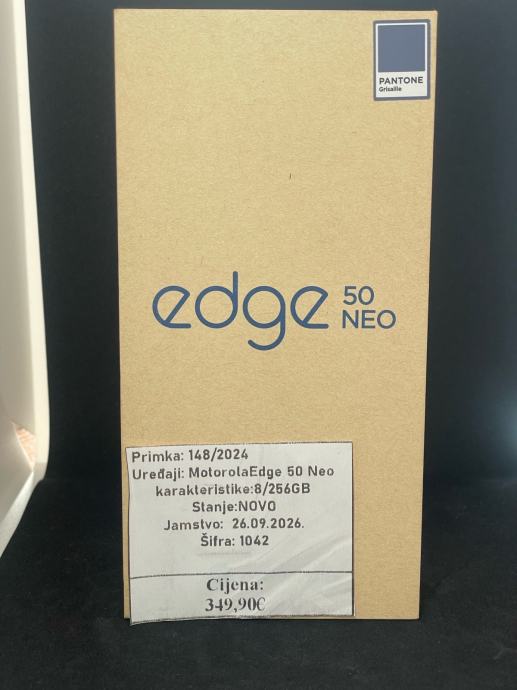 PANTONE
Grisaille
edge 50
NEO
Primka: 148/2024
Uređaji: MotorolaEdge 50 Neo
karakteristike:8/256GB
Stanje:NOVO
Jamstvo: 26.09.2026.
Šifra: 1042
Cijena:
349,90€